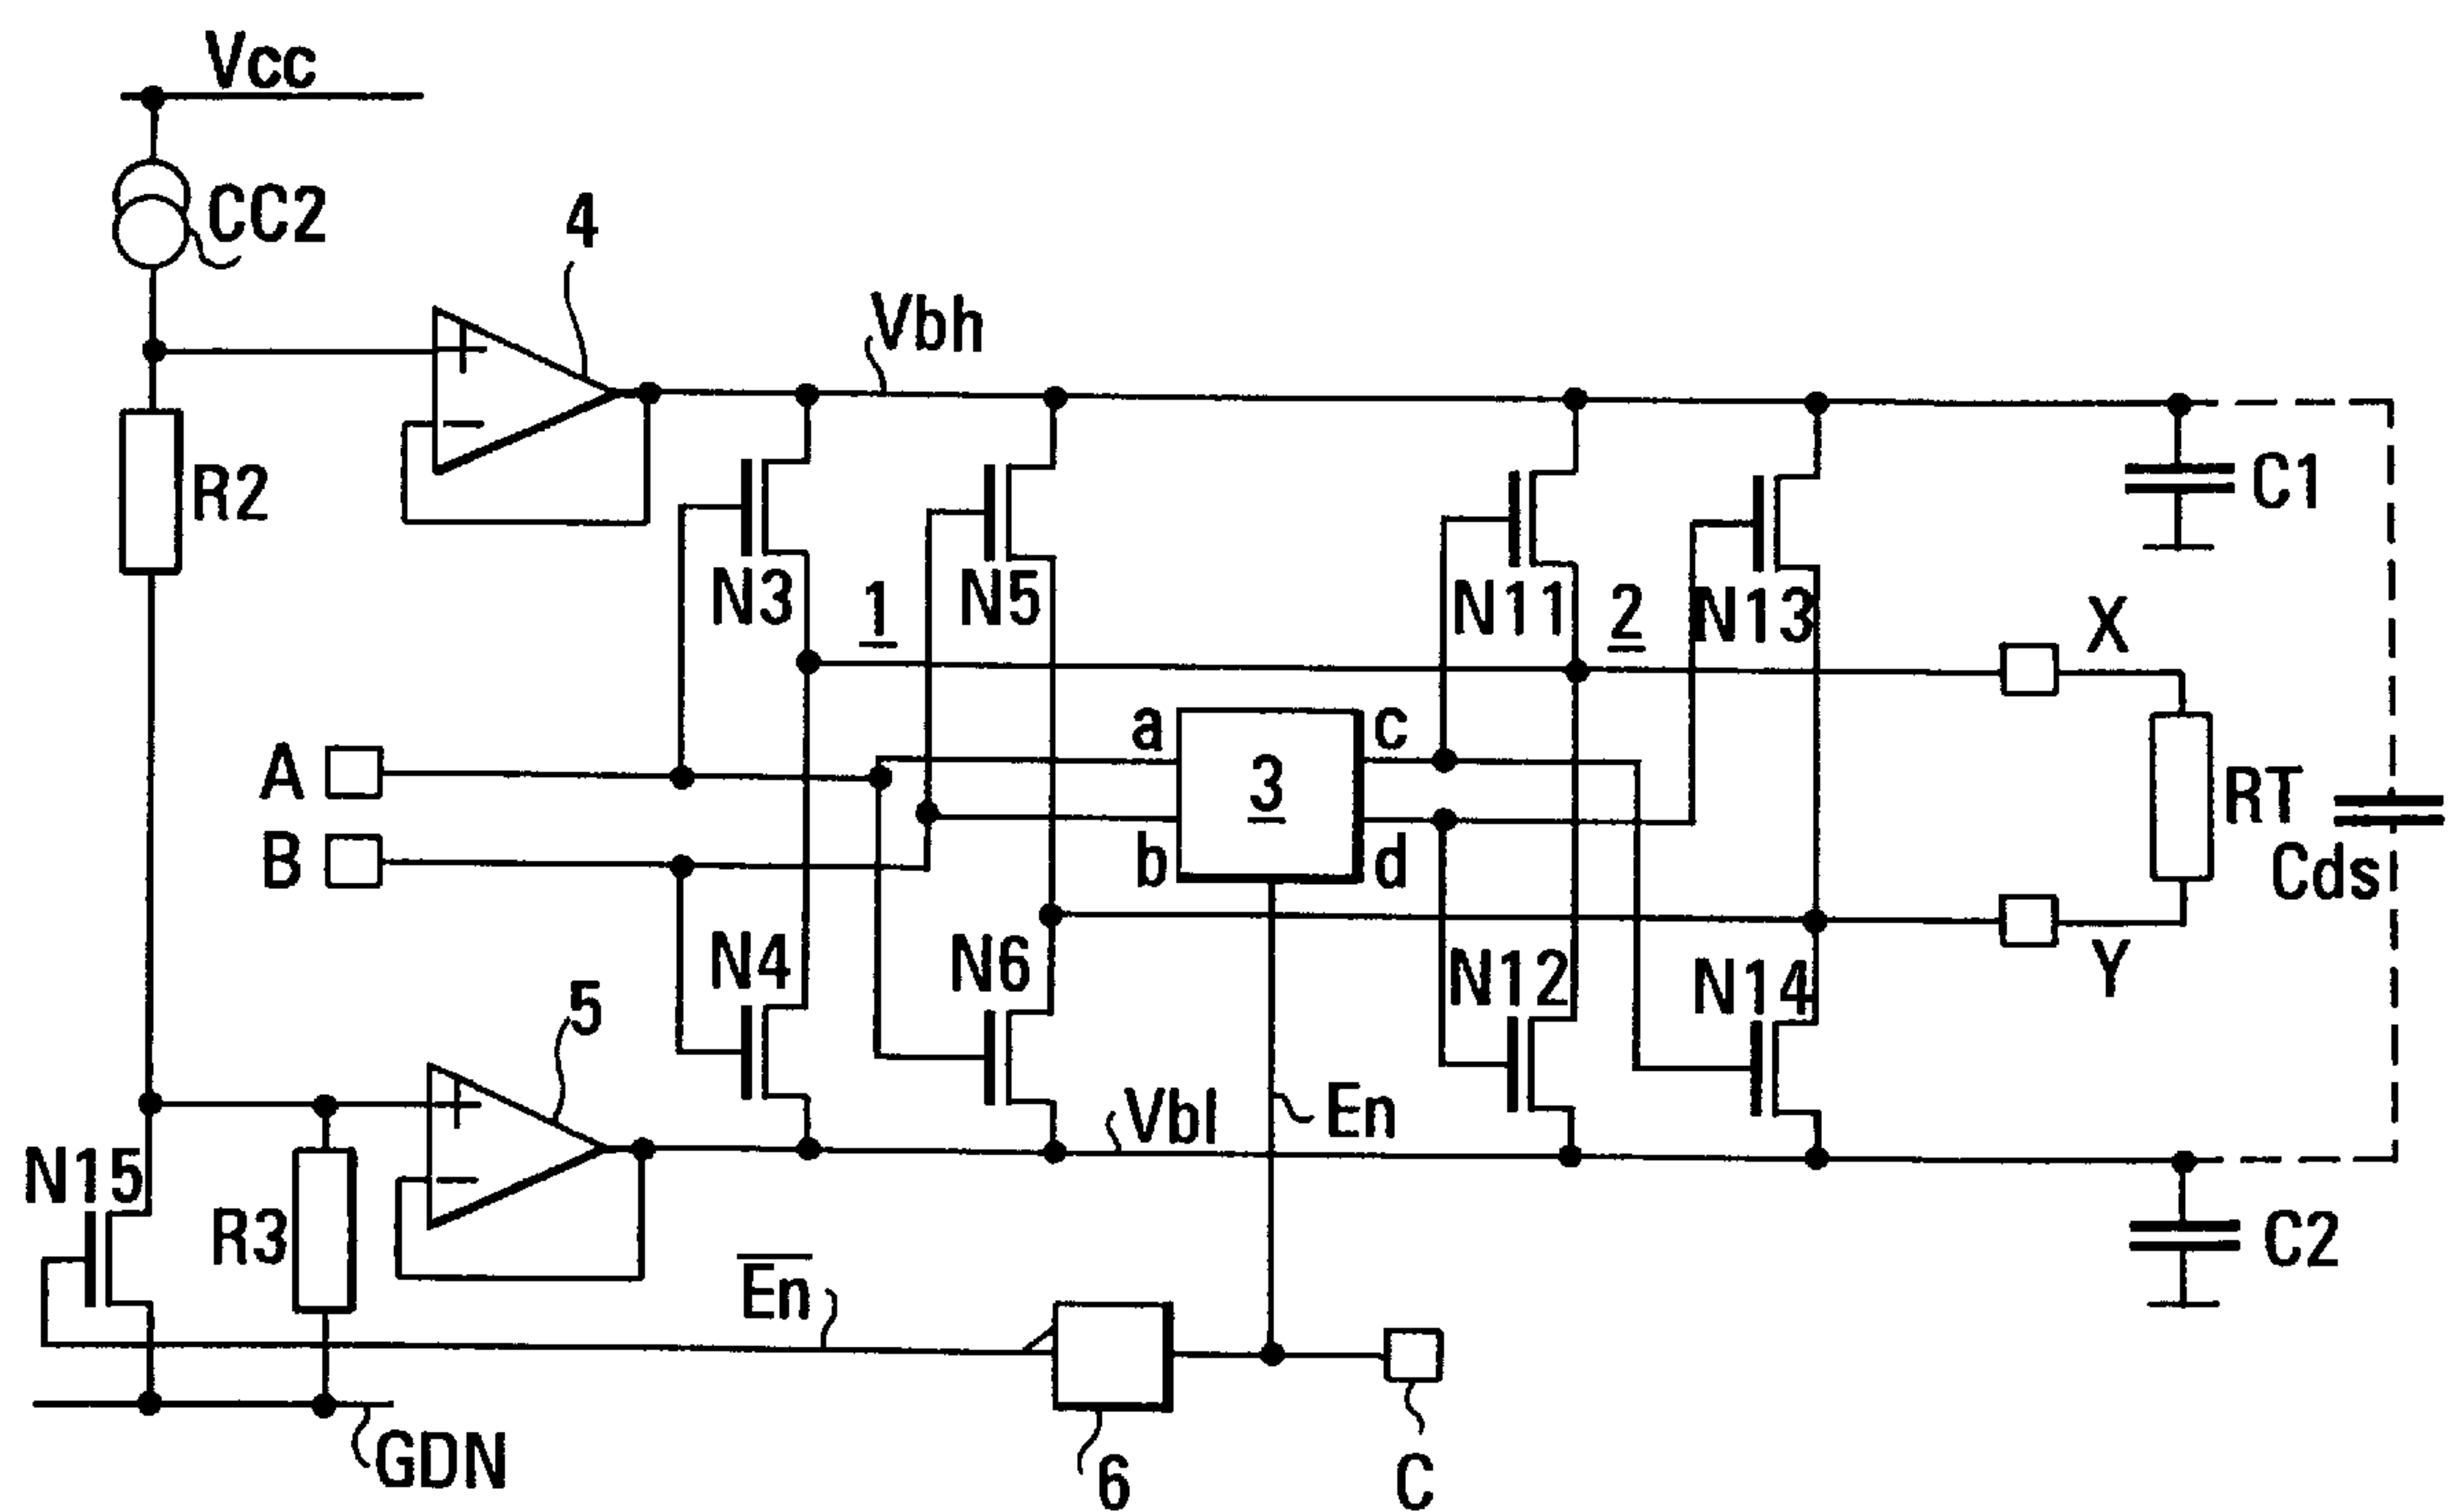 Vcc
CC2
4
Vbh
+
−
R2
C1
N3
1
N5
N11
2
N13
X
a
c
A
3
RT
B
b
d
Cds
N4
N6
N12
N14
Y
5
+
−
Vbl
En
N15
R3
C2
E̅n̅
GDN
6
C